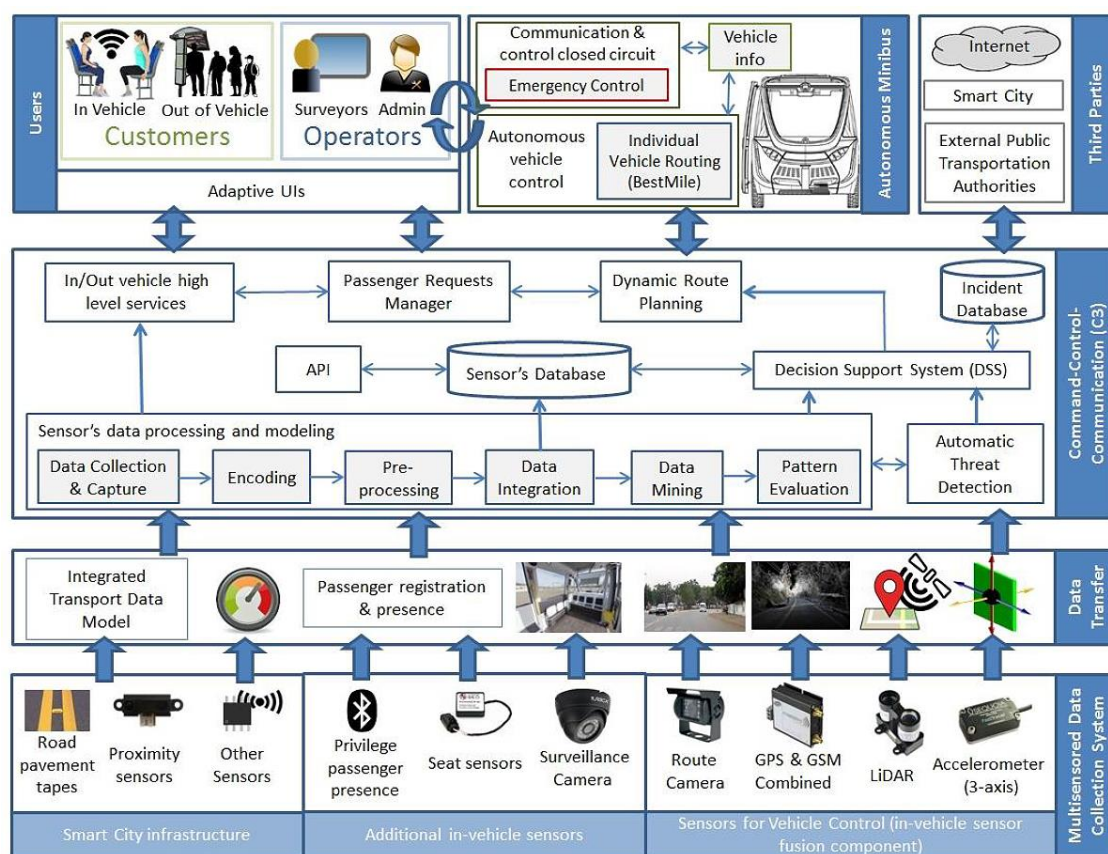 Users
In Vehicle
Out of Vehicle
Customers
Surveyors
Admin
Operators
Adaptive UIs
Communication &
control closed circuit
Emergency Control
Vehicle
info
Autonomous
vehicle
control
Individual
Vehicle Routing
(BestMile)
Autonomous Minibus
Internet
Smart City
External Public
Transportation
Authorities
Third Parties
In/Out vehicle high
level services
Passenger Requests
Manager
Dynamic Route
Planning
Incident
Database
API
Sensor's Database
Decision Support System (DSS)
Sensor's data processing and modeling
Data Collection
& Capture
Encoding
Pre-
processing
Data
Integration
Data
Mining
Pattern
Evaluation
Automatic
Threat
Detection
Command-Control-
Communication (C3)
Integrated
Transport Data
Model
Passenger registration
& presence
Data
Transfer
Road
pavement
tapes
Proximity
sensors
Other
Sensors
Privilege
passenger
presence
Seat sensors
Surveillance
Camera
Route
Camera
GPS & GSM
Combined
LiDAR
Accelerometer
(3-axis)
Smart City infrastructure
Additional in-vehicle sensors
Sensors for Vehicle Control (in-vehicle sensor
fusion component)
Multisensored Data
Collection System